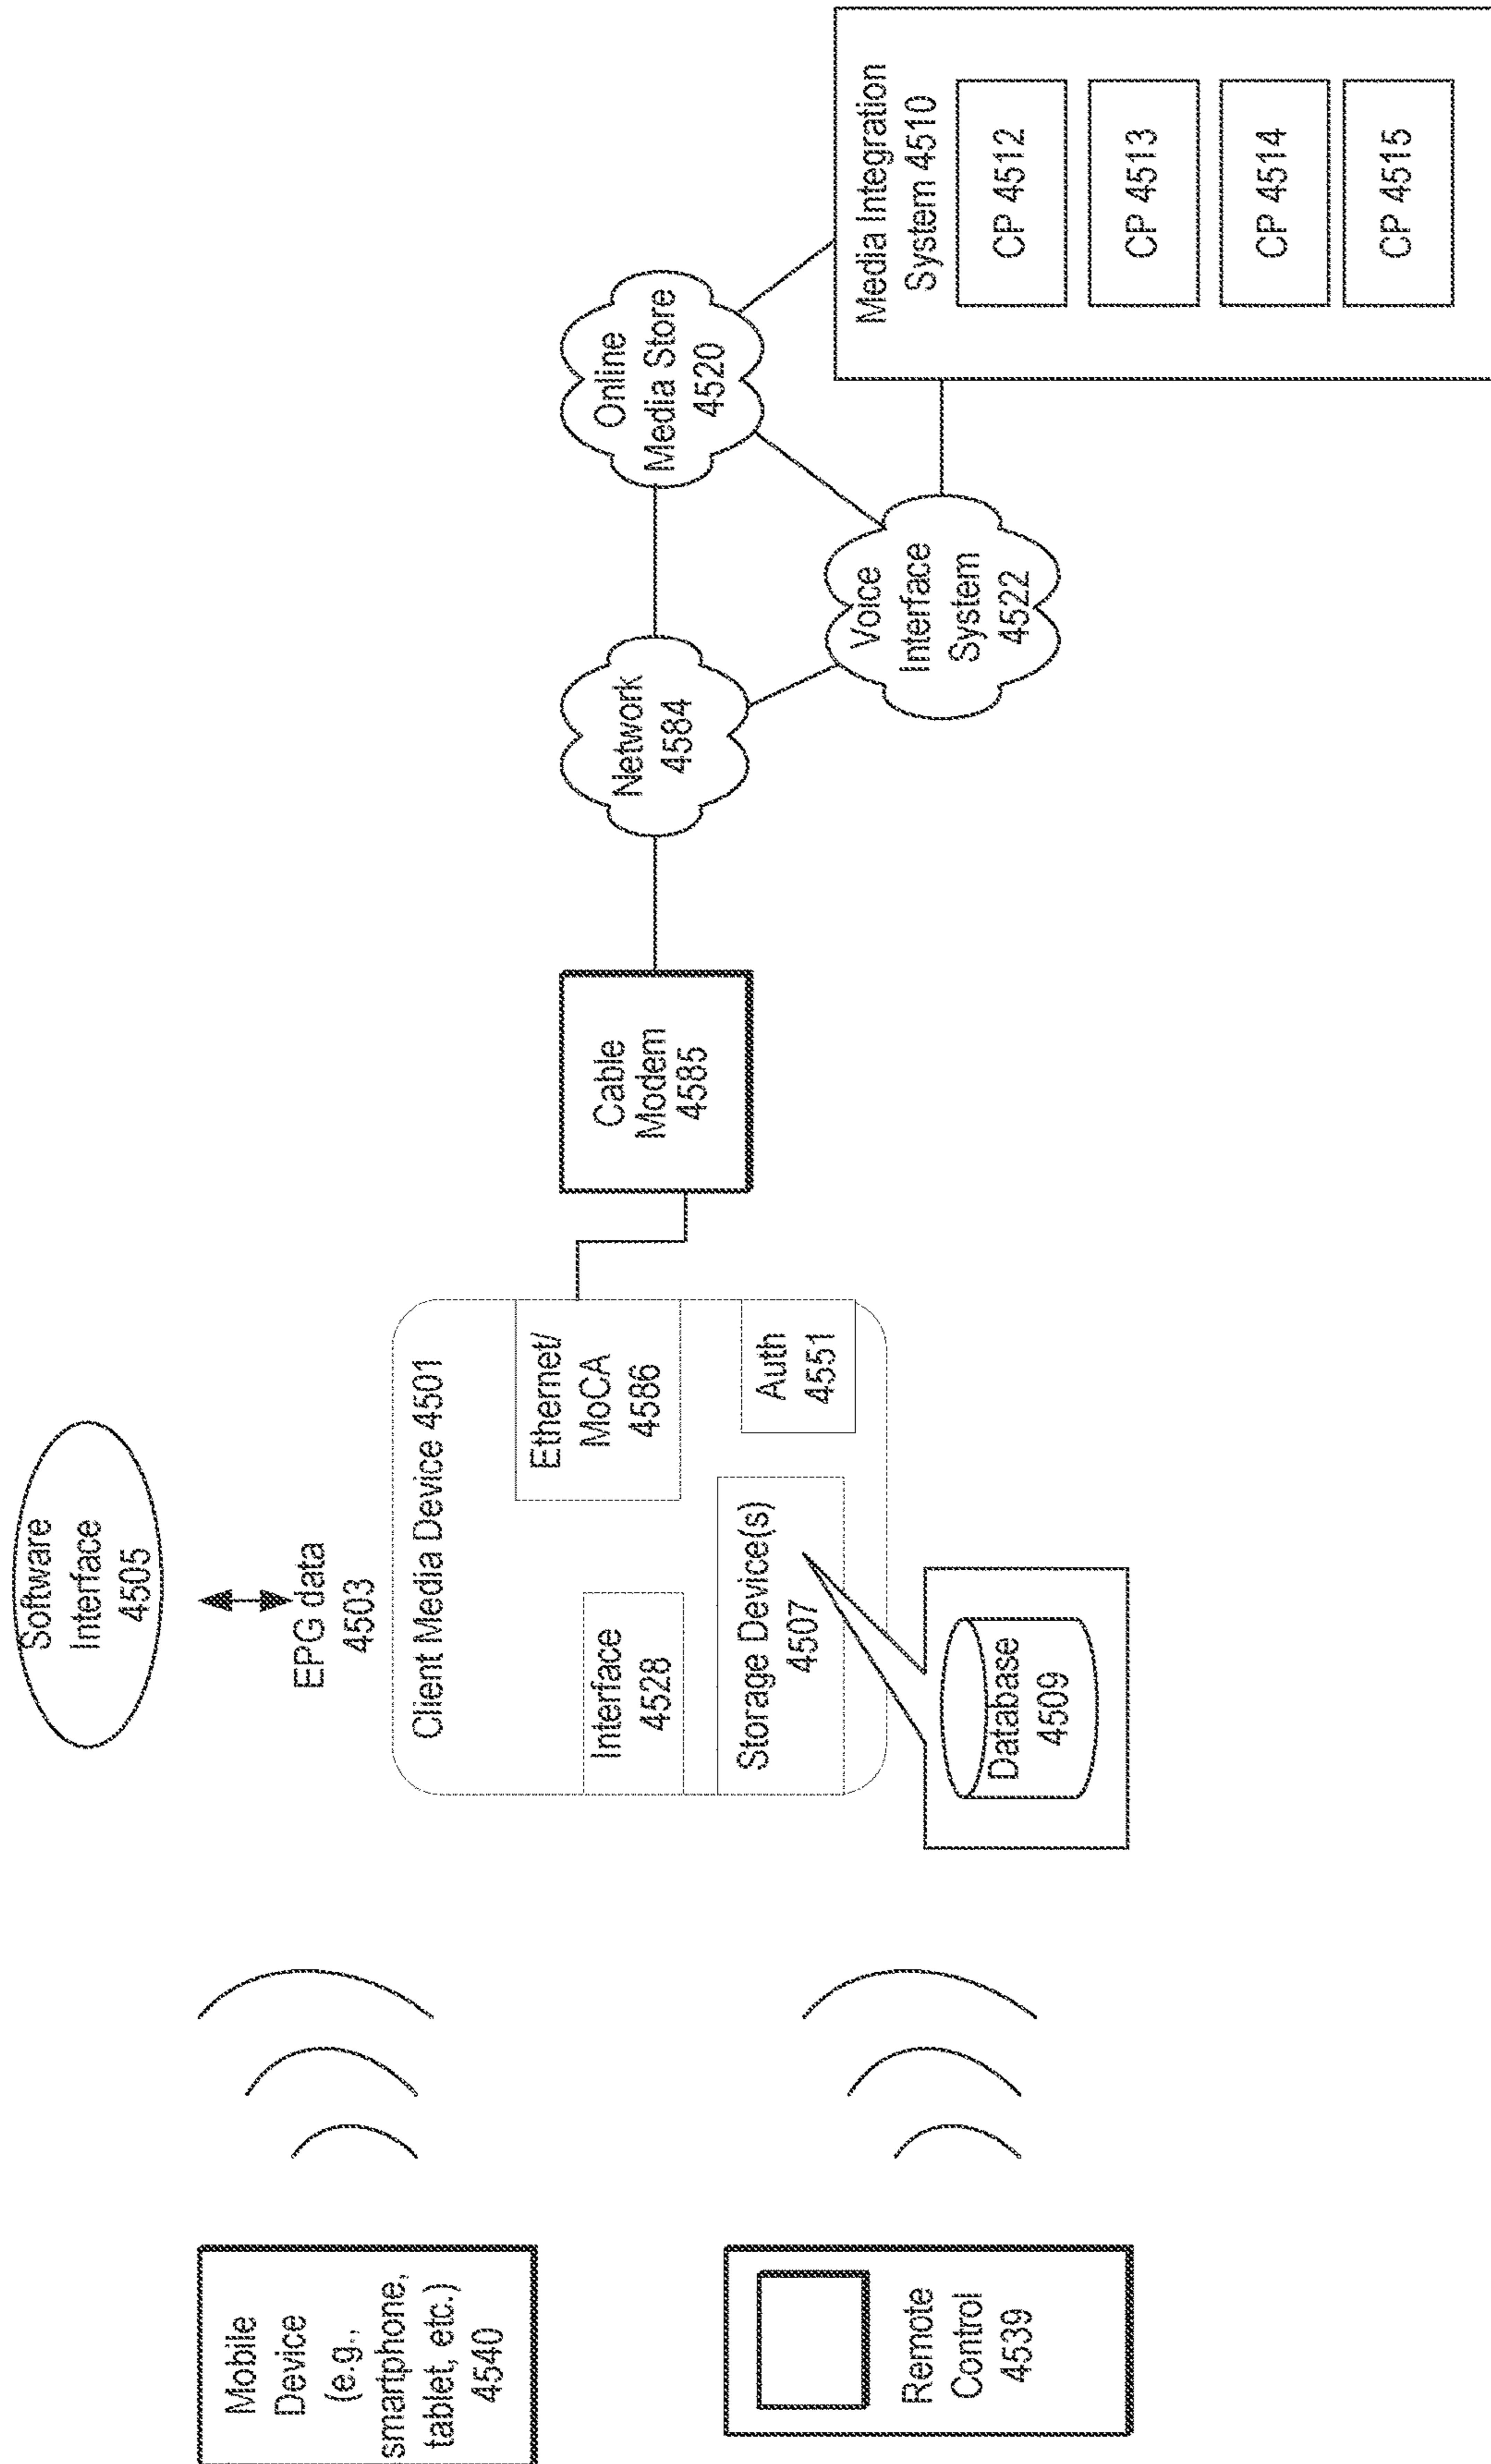 Software
Interface
4505
EPG data
4503
Mobile
Device
(e.g.,
smartphone,
tablet, etc.)
4540
Client Media Device 4501
Interface
4528
Ethernet/
MoCA
4586
Storage Device(s)
4507
Auth
4551
Database
4509
Remote
Control
4539
Cable
Modem
4585
Network
4584
Online
Media Store
4520
Voice
Interface
System
4522
Media Integration
System 4510
CP 4512
CP 4513
CP 4514
CP 4515